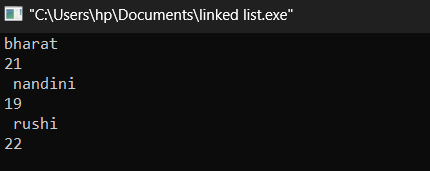 "C:\Users\hp\Documents\linked list.exe"
bharat
21
 nandini
19
 rushi
22